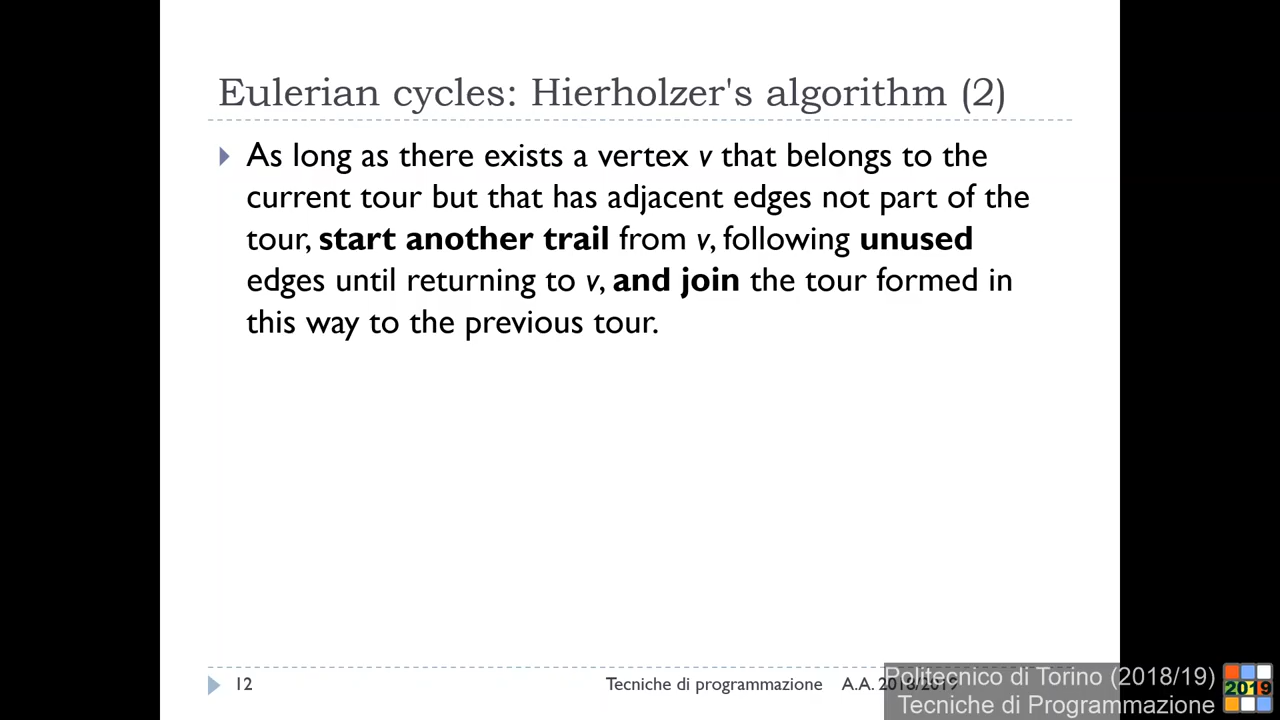 Eulerian cycles: Hierholzer's algorithm (2)
As long as there exists a vertex v that belongs to the
current tour but that has adjacent edges not part of the
tour, start another trail from v, following unused
edges until returning to v, and join the tour formed in
this way to the previous tour.
12
Tecniche di programmazione A.A. 2018/2019
Politecnico di Torino (2018/19)
Tecniche di Programmazione
2019